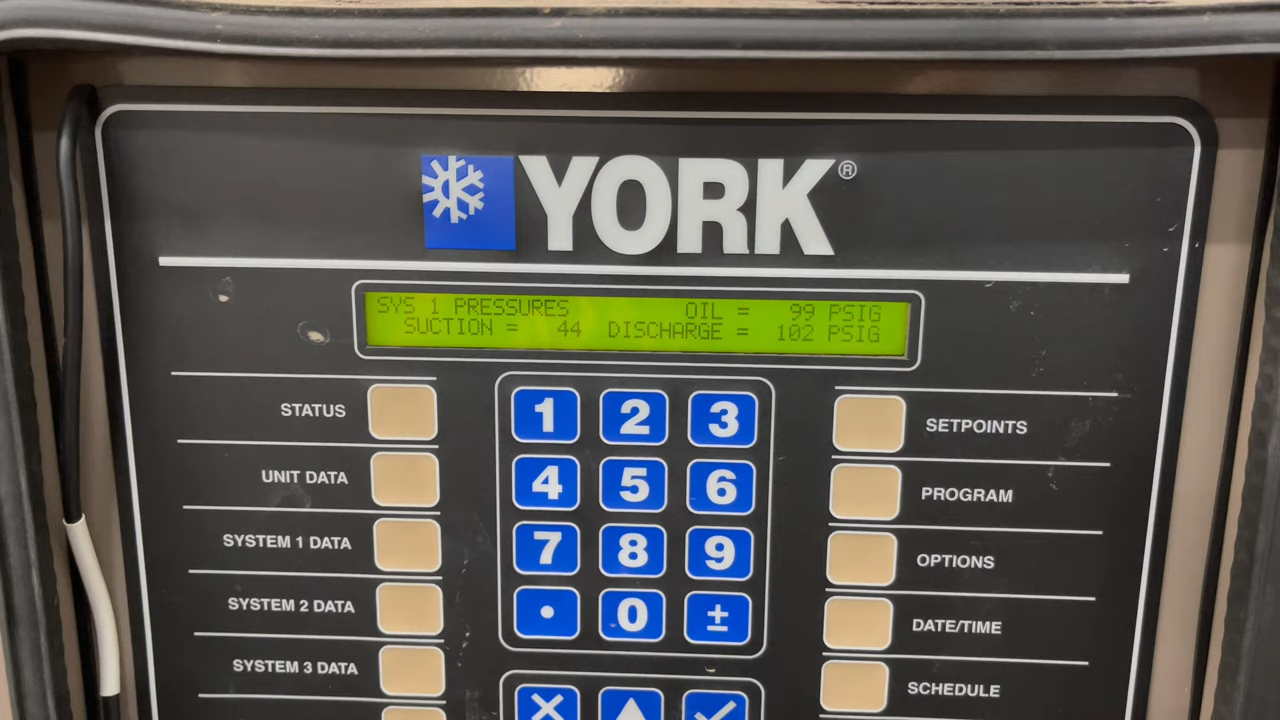 YORK®
SYS 1 PRESSURES OIL = 99 PSIG
SUCTION = 44 DISCHARGE = 102 PSIG
STATUS
UNIT DATA
SYSTEM 1 DATA
SYSTEM 2 DATA
SYSTEM 3 DATA
1 2 3
4 5 6
7 8 9
• 0 ±
SETPOINTS
PROGRAM
OPTIONS
DATE/TIME
SCHEDULE